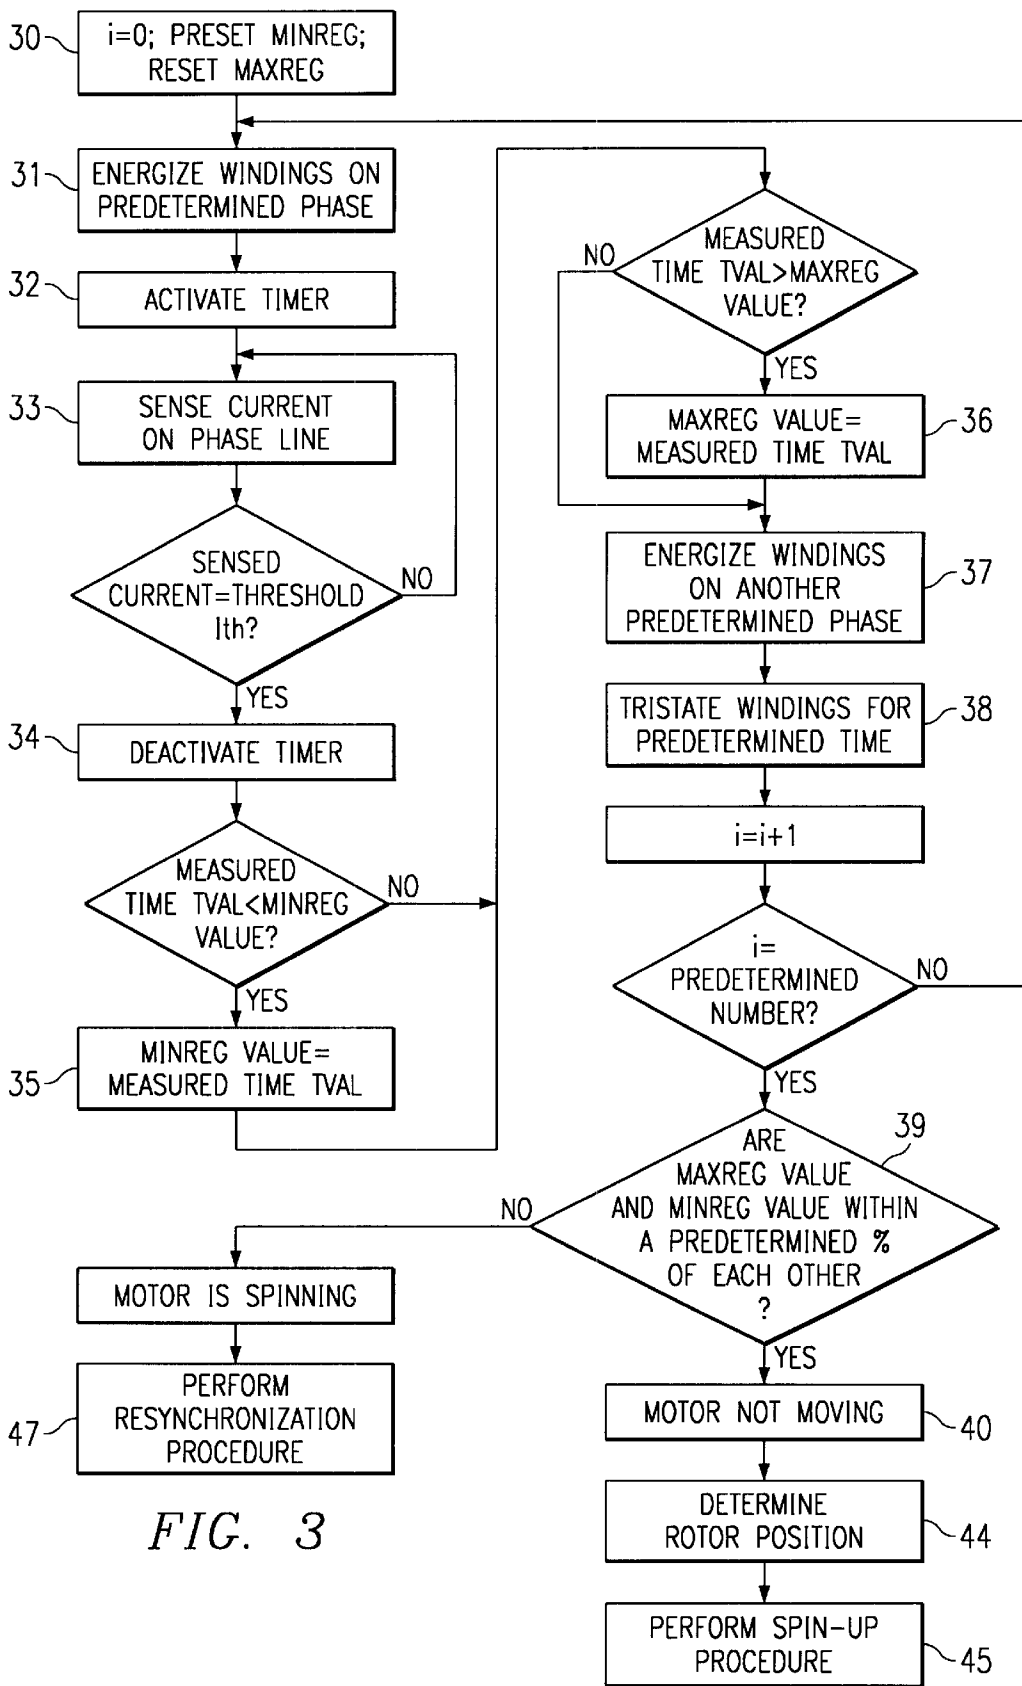 30
i=0; PRESET MINREG;
RESET MAXREG
31
ENERGIZE WINDINGS ON
PREDETERMINED PHASE
32
ACTIVATE TIMER
33
SENSE CURRENT
ON PHASE LINE
SENSED
CURRENT=THRESHOLD
Ith?
NO
YES
34
DEACTIVATE TIMER
MEASURED
TIME TVAL<MINREG
VALUE?
NO
YES
35
MINREG VALUE=
MEASURED TIME TVAL
MEASURED
TIME TVAL>MAXREG
VALUE?
NO
YES
MAXREG VALUE=
MEASURED TIME TVAL
36
ENERGIZE WINDINGS
ON ANOTHER
PREDETERMINED PHASE
37
TRISTATE WINDINGS FOR
PREDETERMINED TIME
38
i=i+1
i=
PREDETERMINED
NUMBER?
NO
YES
39
ARE
MAXREG VALUE
AND MINREG VALUE WITHIN
A PREDETERMINED %
OF EACH OTHER
?
NO
YES
MOTOR IS SPINNING
47
PERFORM
RESYNCHRONIZATION
PROCEDURE
MOTOR NOT MOVING
40
DETERMINE
ROTOR POSITION
44
PERFORM SPIN-UP
PROCEDURE
45
FIG. 3